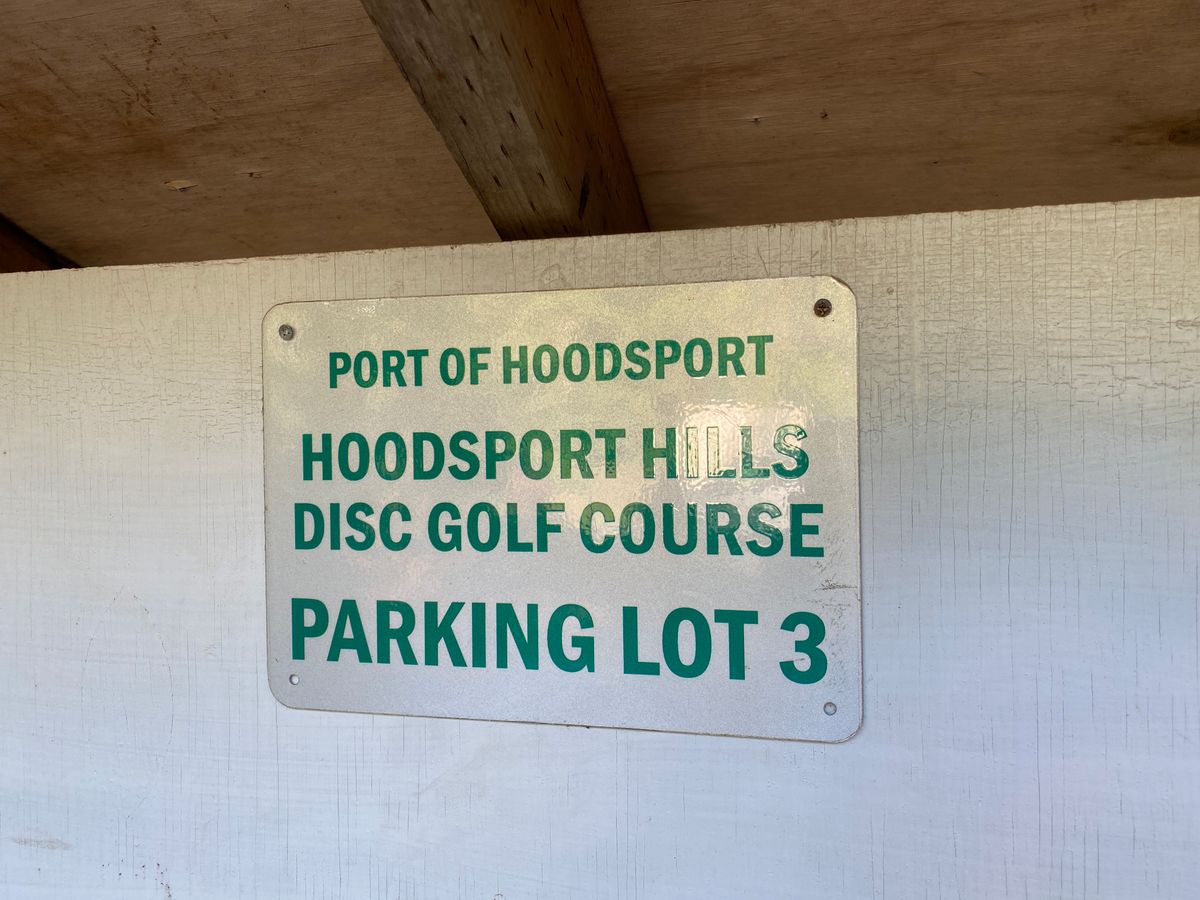 PORT OF HOODSPORT
HOODSPORT HILLS
DISC GOLF COURSE
PARKING LOT 3